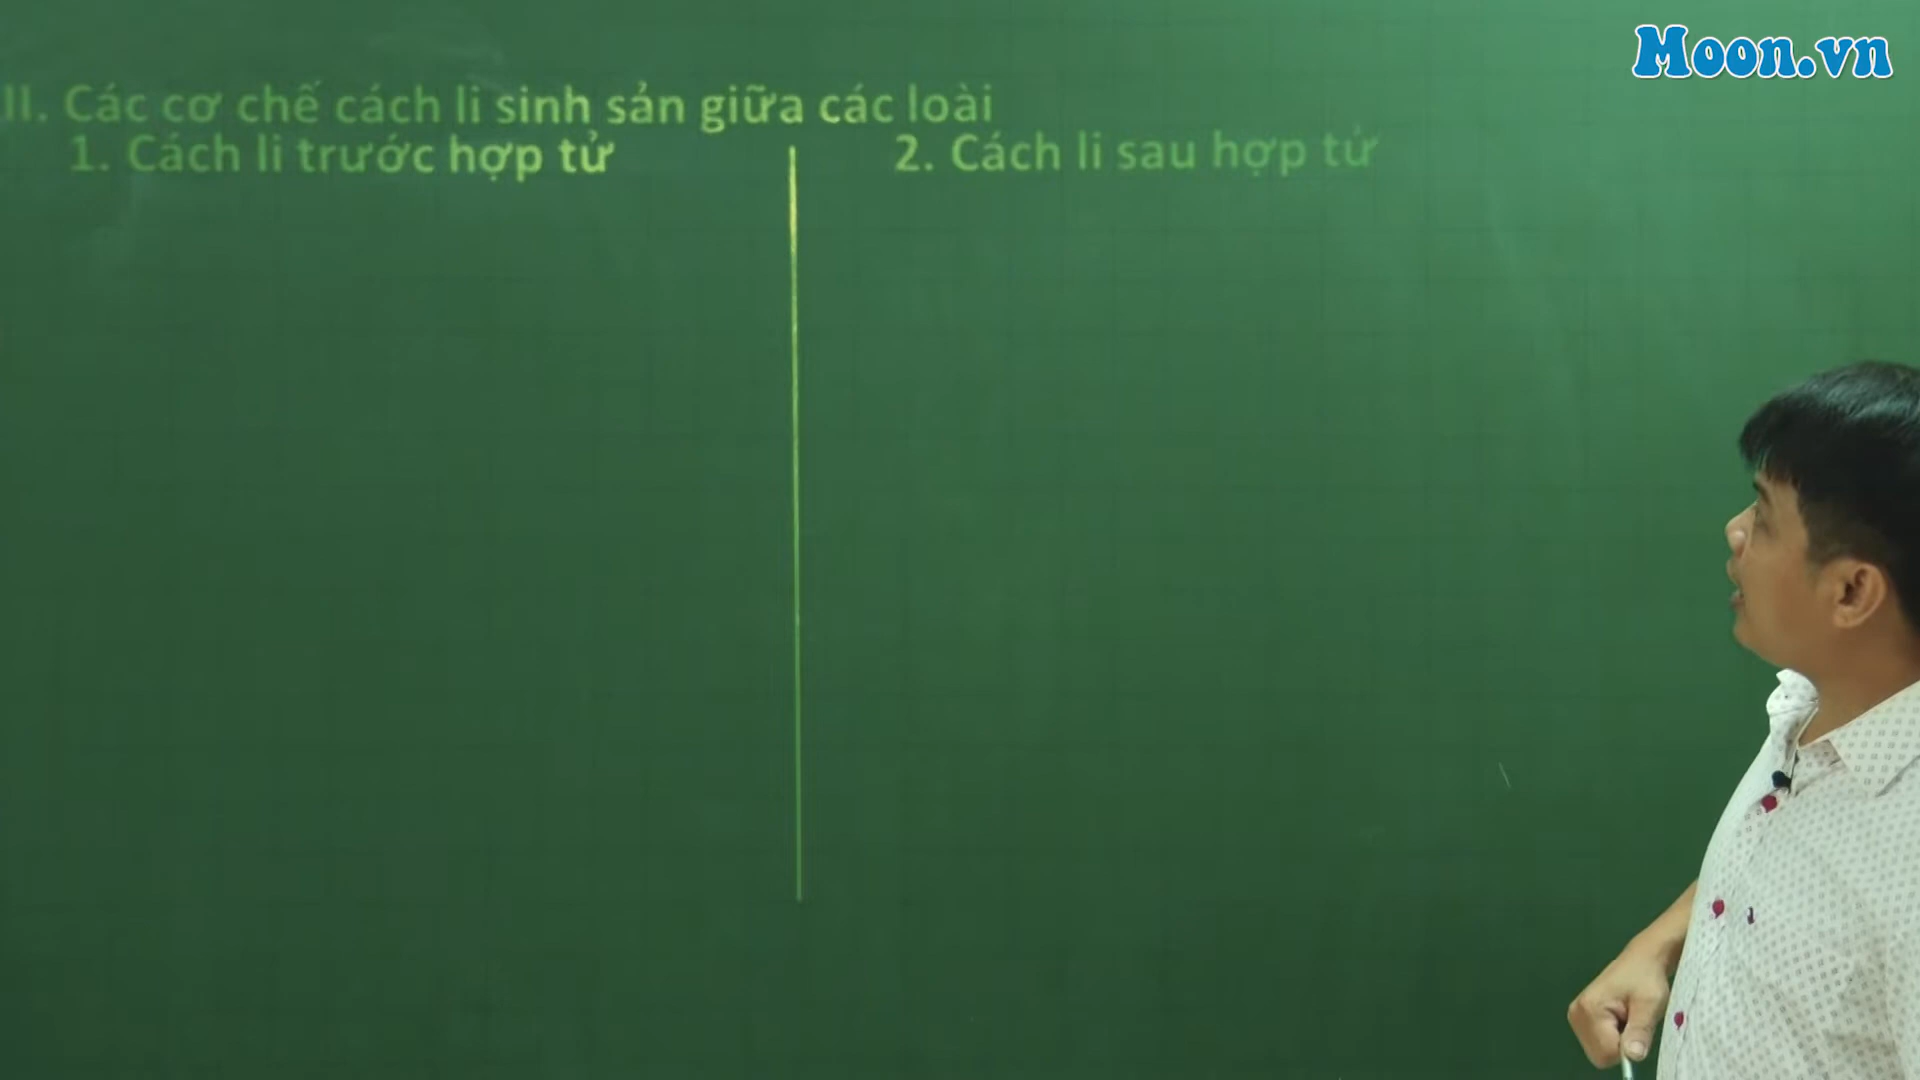 Moon.vn
II. Các cơ chế cách li sinh sản giữa các loài
1. Cách li trước hợp tử
2. Cách li sau hợp tử